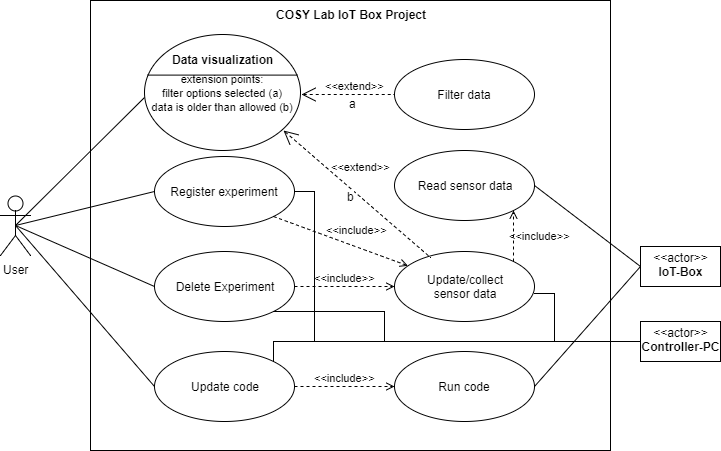 COSY Lab IoT Box Project
Data visualization
extension points:
filter options selected (a)
data is older than allowed (b)
<<extend>>
a
Filter data
<<extend>>
b
Read sensor data
Register experiment
<<include>>
<<include>>
User
Delete Experiment
<<include>>
Update/collect
sensor data
<<actor>>
IoT-Box
<<actor>>
Controller-PC
Update code
<<include>>
Run code